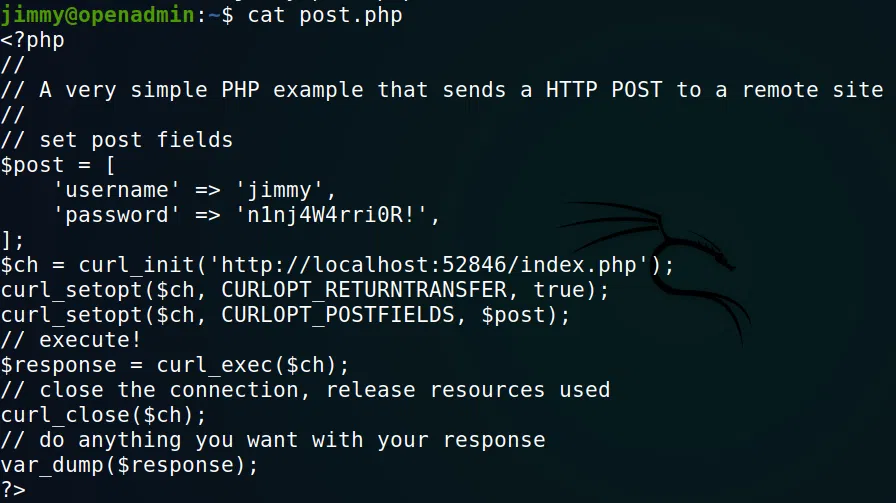 jimmy@openadmin:~$ cat post.php
<?php
//
// A very simple PHP example that sends a HTTP POST to a remote site
//
// set post fields
$post = [
    'username' => 'jimmy',
    'password' => 'n1nj4W4rri0R!',
];
$ch = curl_init('http://localhost:52846/index.php');
curl_setopt($ch, CURLOPT_RETURNTRANSFER, true);
curl_setopt($ch, CURLOPT_POSTFIELDS, $post);
// execute!
$response = curl_exec($ch);
// close the connection, release resources used
curl_close($ch);
// do anything you want with your response
var_dump($response);
?>